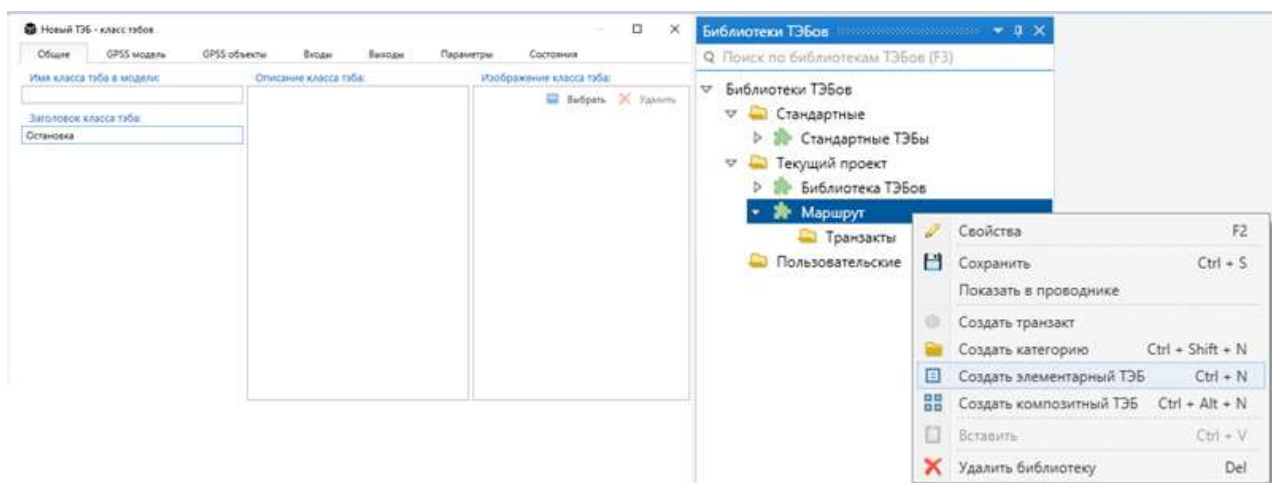 Новый ТЭБ - класс тэбов
Общие GPSS модель GPSS объекты Входы Выходы Параметры Состояния
Имя класса тэба в модели: Описание класса тэба: Изображение класса тэба:
Выбрать Удалить
Заголовок класса тэба:
Остановка
Библиотеки ТЭБов
Поиск по библиотекам ТЭБов (F3)
Библиотеки ТЭБов
Стандартные
Стандартные ТЭБы
Текущий проект
Библиотека ТЭБов
Маршрут
Транзакты
Пользовательские
Свойства F2
Сохранить Ctrl + S
Показать в проводнике
Создать транзакт
Создать категорию Ctrl + Shift + N
Создать элементарный ТЭБ Ctrl + N
Создать композитный ТЭБ Ctrl + Alt + N
Вставить Ctrl + V
Удалить библиотеку Del